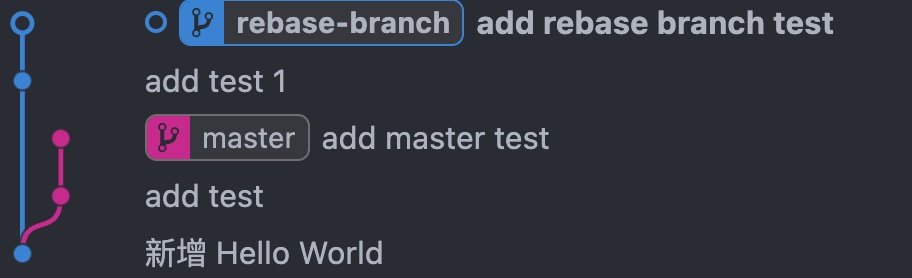 rebase-branch add rebase branch test
add test 1
master add master test
add test
新增 Hello World